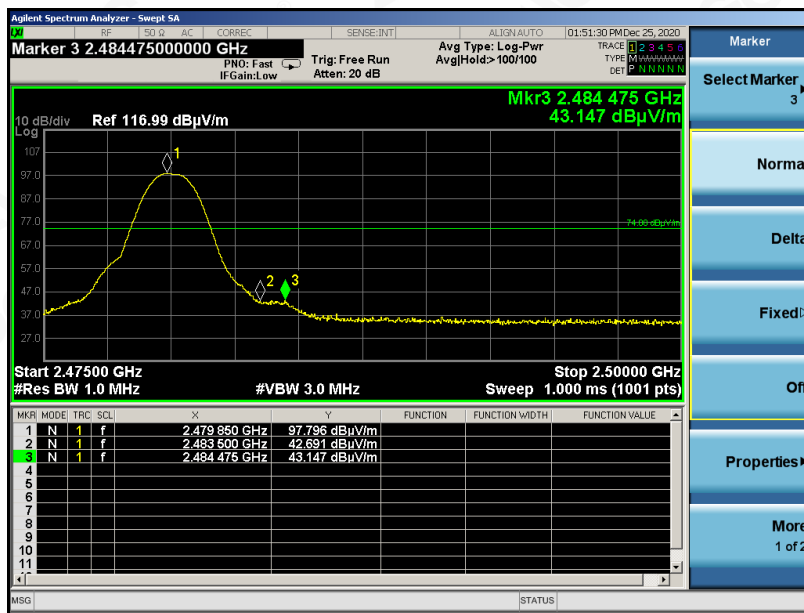 Agilent Spectrum Analyzer - Swept SA
LXI RF 50 Ω AC CORREC SENSE:INT ALIGN AUTO 01:51:30 PM Dec 25, 2020
Marker 3 2.484475000000 GHz
PNO: Fast
IFGain:Low
Trig: Free Run
Atten: 20 dB
Avg Type: Log-Pwr
Avg|Hold:>100/100
TRACE 1 2 3 4 5 6
TYPE M W W W W W
DET P N N N N N
Mkr3 2.484 475 GHz
43.147 dBµV/m
10 dB/div Ref 116.99 dBµV/m
Log
107
97.0
87.0
77.0
67.0
57.0
47.0
37.0
27.0
1
2
3
74.00 dBµV/m
Start 2.47500 GHz Stop 2.50000 GHz
#Res BW 1.0 MHz #VBW 3.0 MHz Sweep 1.000 ms (1001 pts)
MKR MODE TRC SCL X Y FUNCTION FUNCTION WIDTH FUNCTION VALUE
1 N 1 f 2.479 850 GHz 97.796 dBµV/m
2 N 1 f 2.483 500 GHz 42.691 dBµV/m
3 N 1 f 2.484 475 GHz 43.147 dBµV/m
4
5
6
7
8
9
10
11
MSG STATUS
Marker
Select Marker
3
Norma
Delta
Fixed
Off
Properties
More
1 of 2